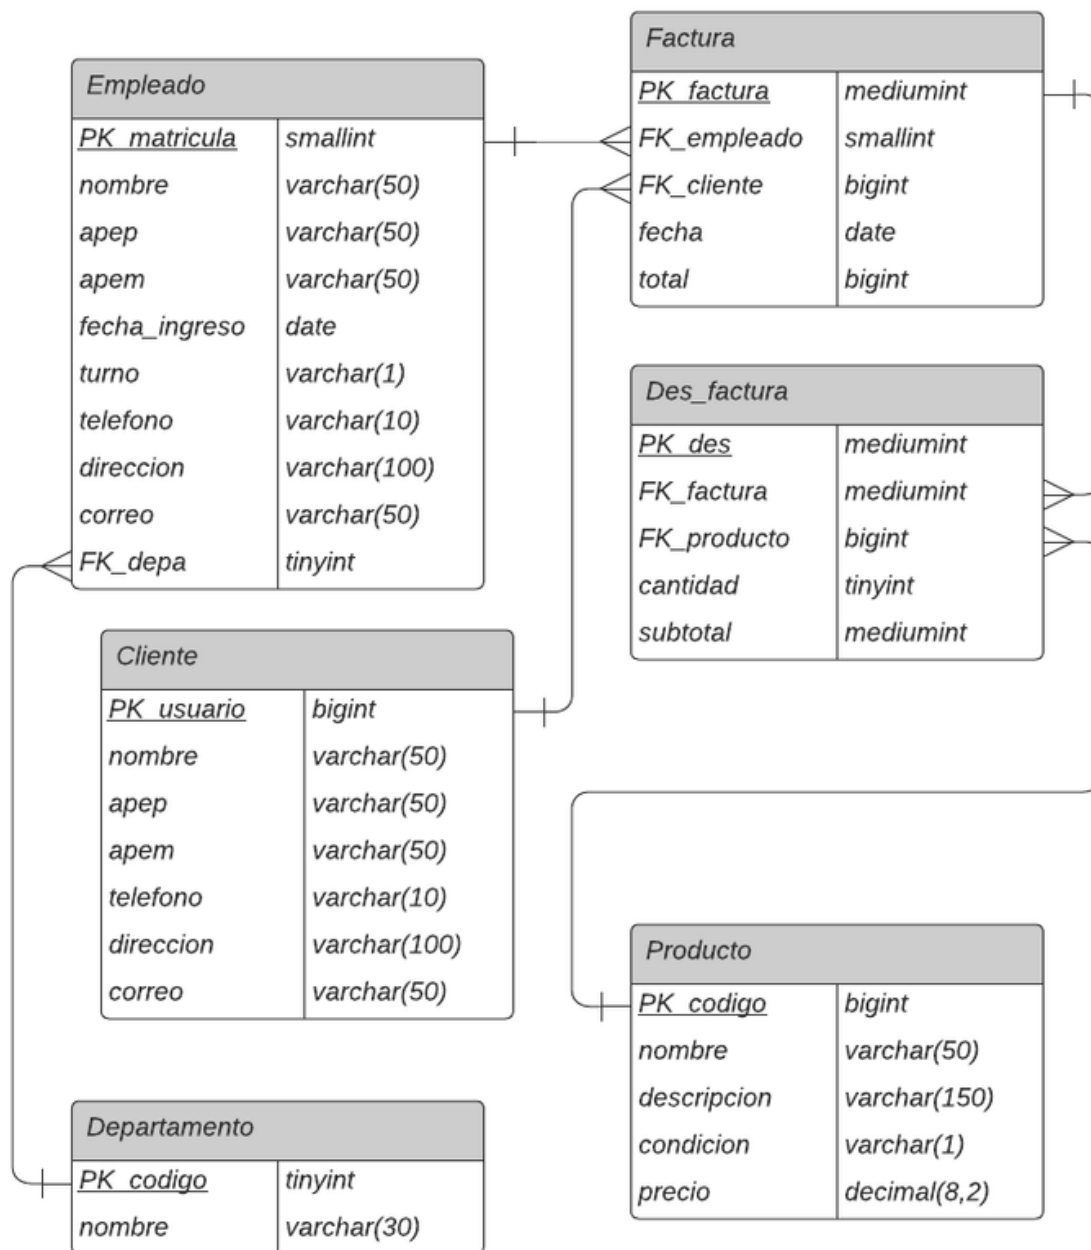 Empleado
PK_matricula smallint
nombre varchar(50)
apep varchar(50)
apem varchar(50)
fecha_ingreso date
turno varchar(1)
telefono varchar(10)
direccion varchar(100)
correo varchar(50)
FK_depa tinyint
Cliente
PK_usuario bigint
nombre varchar(50)
apep varchar(50)
apem varchar(50)
telefono varchar(10)
direccion varchar(100)
correo varchar(50)
Departamento
PK_codigo tinyint
nombre varchar(30)
Factura
PK_factura mediumint
FK_empleado smallint
FK_cliente bigint
fecha date
total bigint
Des_factura
PK_des mediumint
FK_factura mediumint
FK_producto bigint
cantidad tinyint
subtotal mediumint
Producto
PK_codigo bigint
nombre varchar(50)
descripcion varchar(150)
condicion varchar(1)
precio decimal(8,2)